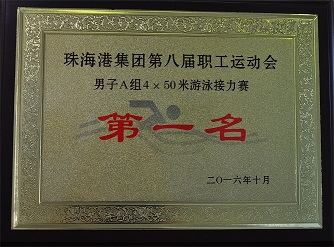 珠海港集团第八届职工运动会
男子A组4×50米游泳接力赛
第一名
二〇一六年十月